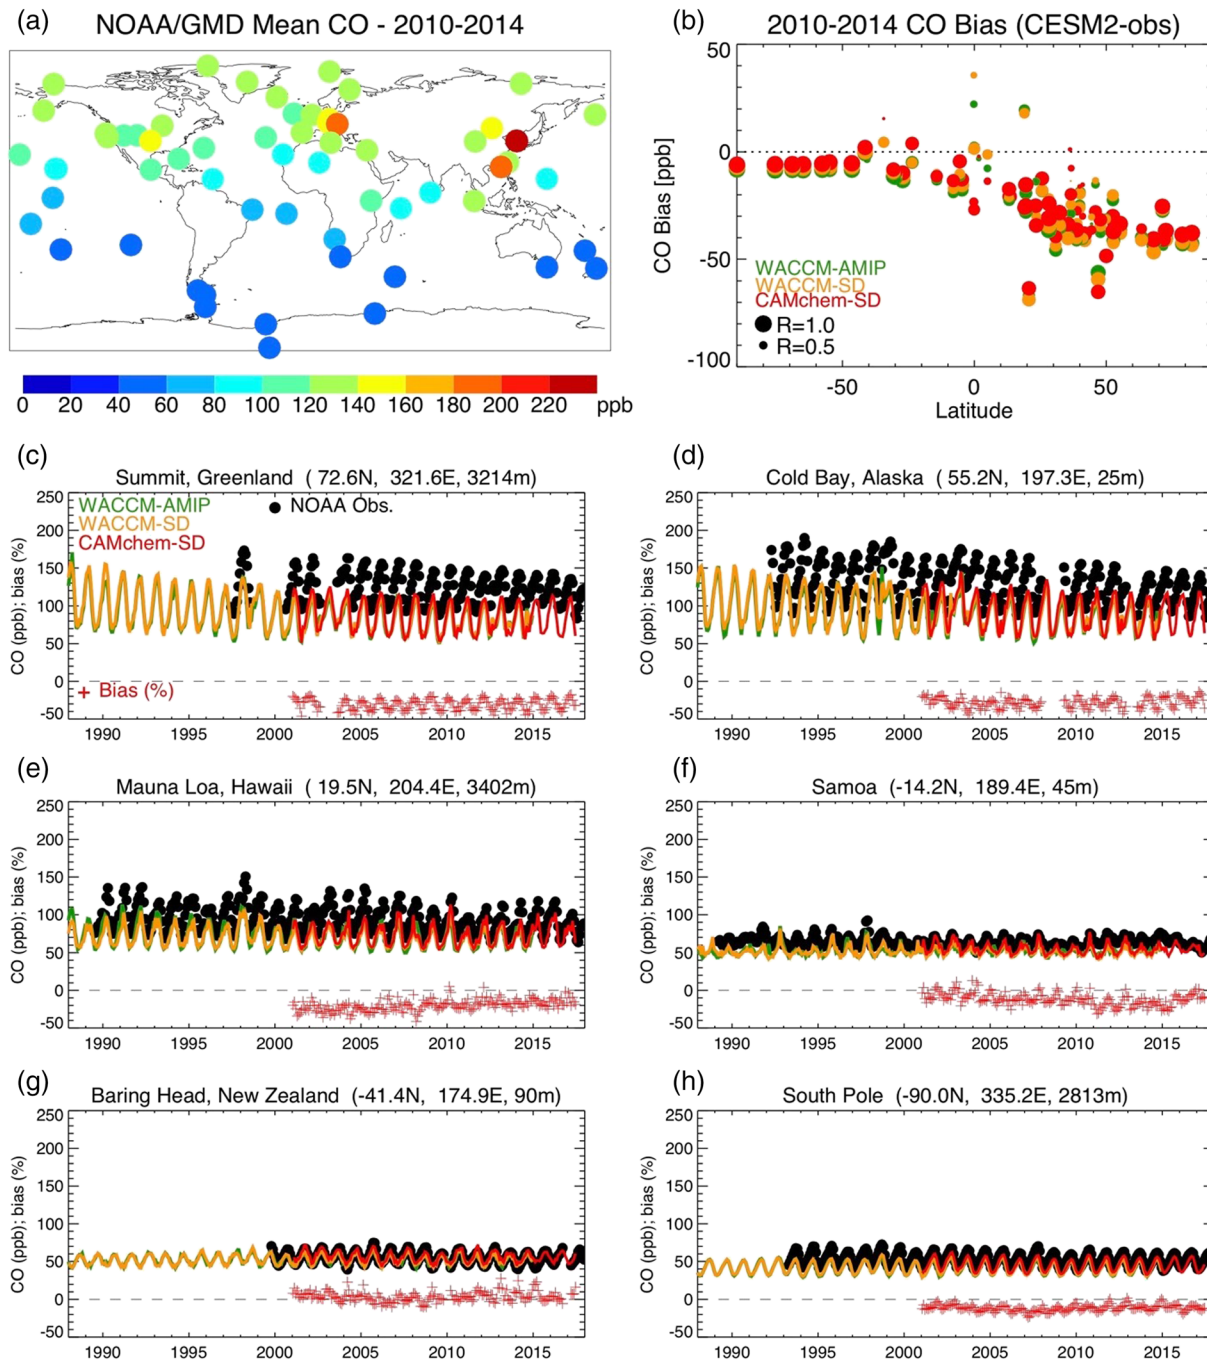 (a)
NOAA/GMD Mean CO - 2010-2014
0 20 40 60 80 100 120 140 160 180 200 220 ppb
(b)
2010-2014 CO Bias (CESM2-obs)
50
0
-50
-100
CO Bias [ppb]
WACCM-AMIP
WACCM-SD
CAMchem-SD
R=1.0
R=0.5
-50 0 50
Latitude
(c)
Summit, Greenland ( 72.6N, 321.6E, 3214m)
250
200
150
100
50
0
-50
CO (ppb); bias (%)
WACCM-AMIP
WACCM-SD
CAMchem-SD
NOAA Obs.
+ Bias (%)
1990 1995 2000 2005 2010 2015
(d)
Cold Bay, Alaska ( 55.2N, 197.3E, 25m)
250
200
150
100
50
0
-50
CO (ppb); bias (%)
1990 1995 2000 2005 2010 2015
(e)
Mauna Loa, Hawaii ( 19.5N, 204.4E, 3402m)
250
200
150
100
50
0
-50
CO (ppb); bias (%)
1990 1995 2000 2005 2010 2015
(f)
Samoa (-14.2N, 189.4E, 45m)
250
200
150
100
50
0
-50
CO (ppb); bias (%)
1990 1995 2000 2005 2010 2015
(g)
Baring Head, New Zealand (-41.4N, 174.9E, 90m)
250
200
150
100
50
0
-50
CO (ppb); bias (%)
1990 1995 2000 2005 2010 2015
(h)
South Pole (-90.0N, 335.2E, 2813m)
250
200
150
100
50
0
-50
CO (ppb); bias (%)
1990 1995 2000 2005 2010 2015